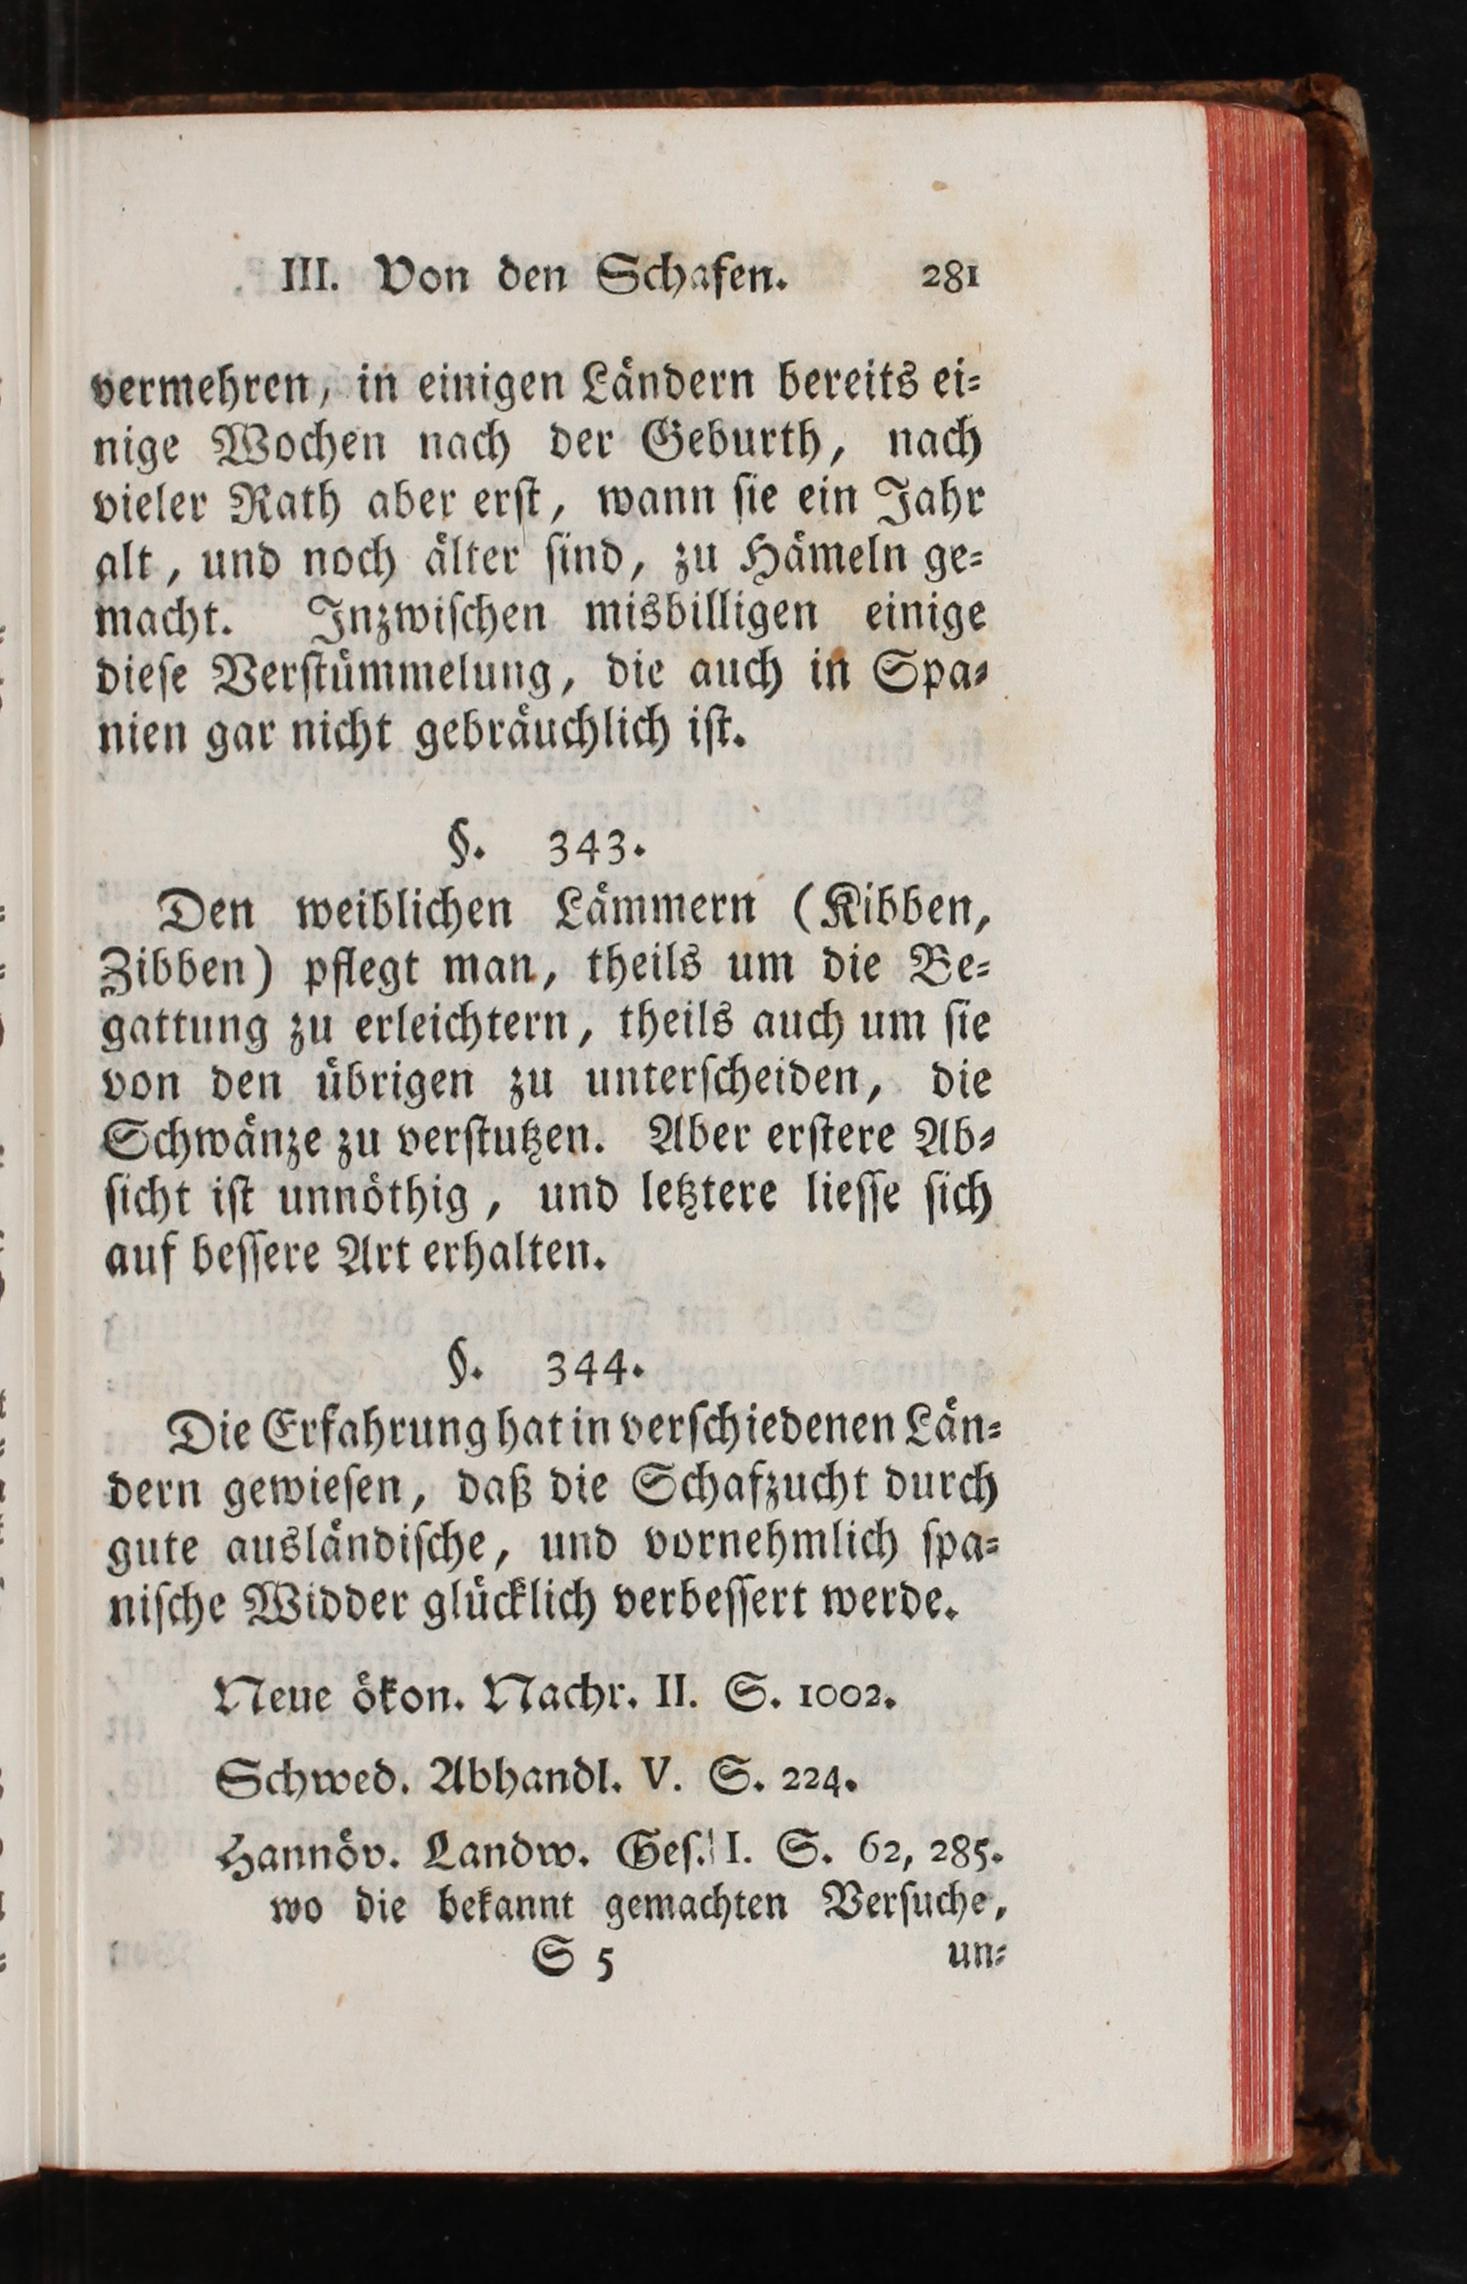 III. Von den Schafen. 281
vermehren, in einigen Ländern bereits ei-
nige Wochen nach der Geburth, nach
vieler Rath aber erſt, wann ſie ein Jahr
alt, und noch älter ſind, zu Hämeln ge-
macht. Inzwiſchen misbilligen einige
dieſe Verſtümmelung, die auch in Spa-
nien gar nicht gebräuchlich iſt.
§. 343.
Den weiblichen Lämmern (Kibben,
Zibben) pflegt man, theils um die Be-
gattung zu erleichtern, theils auch um ſie
von den übrigen zu unterſcheiden, die
Schwänze zu verſtutzen. Aber erſtere Ab-
ſicht iſt unnöthig, und letztere lieſſe ſich
auf beſſere Art erhalten.
§. 344.
Die Erfahrung hat in verſchiedenen Län-
dern gewieſen, daß die Schafzucht durch
gute ausländiſche, und vornehmlich ſpa-
niſche Widder glücklich verbeſſert werde.
Neue ökon. Nachr. II. S. 1002.
Schwed. Abhandl. V. S. 224.
Hannöv. Landw. Geſ. I. S. 62, 285.
wo die bekannt gemachten Verſuche,
S 5 un-